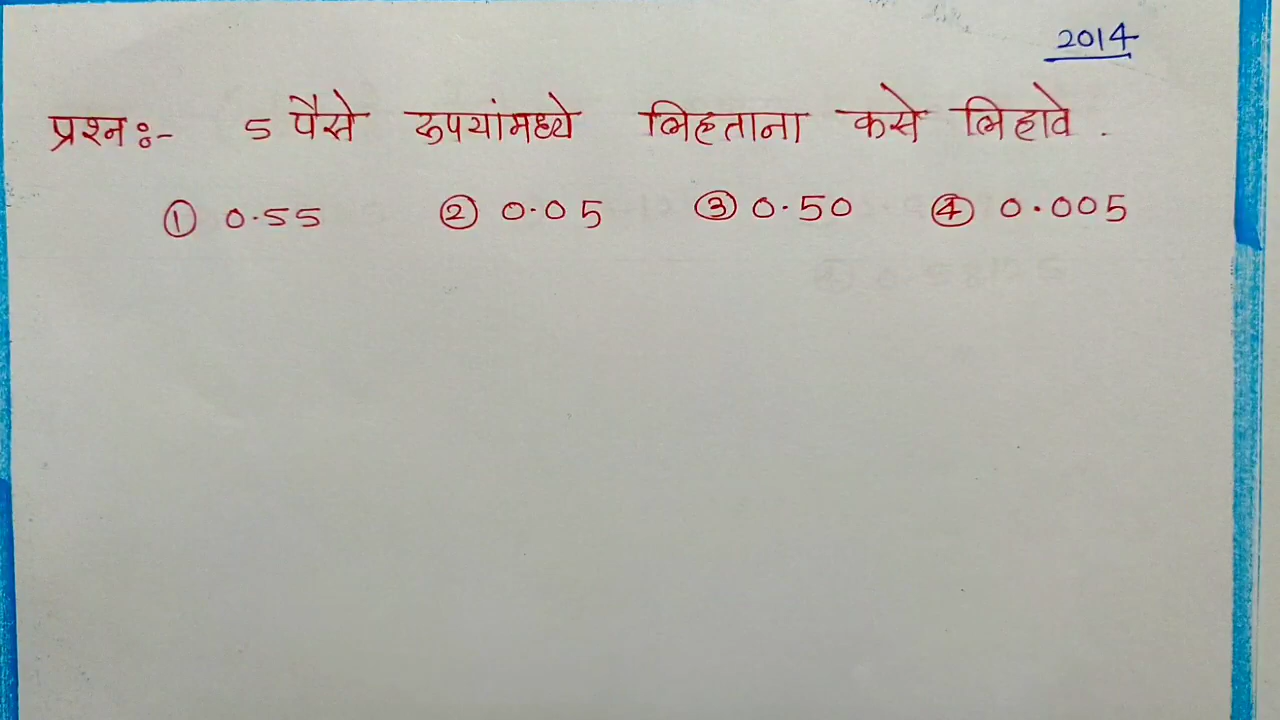 2014
प्रश्न :- 5 पैसे रुपयांमध्ये लिहताना कसे लिहावे .
① 0.55 ② 0.05 ③ 0.50 ④ 0.005